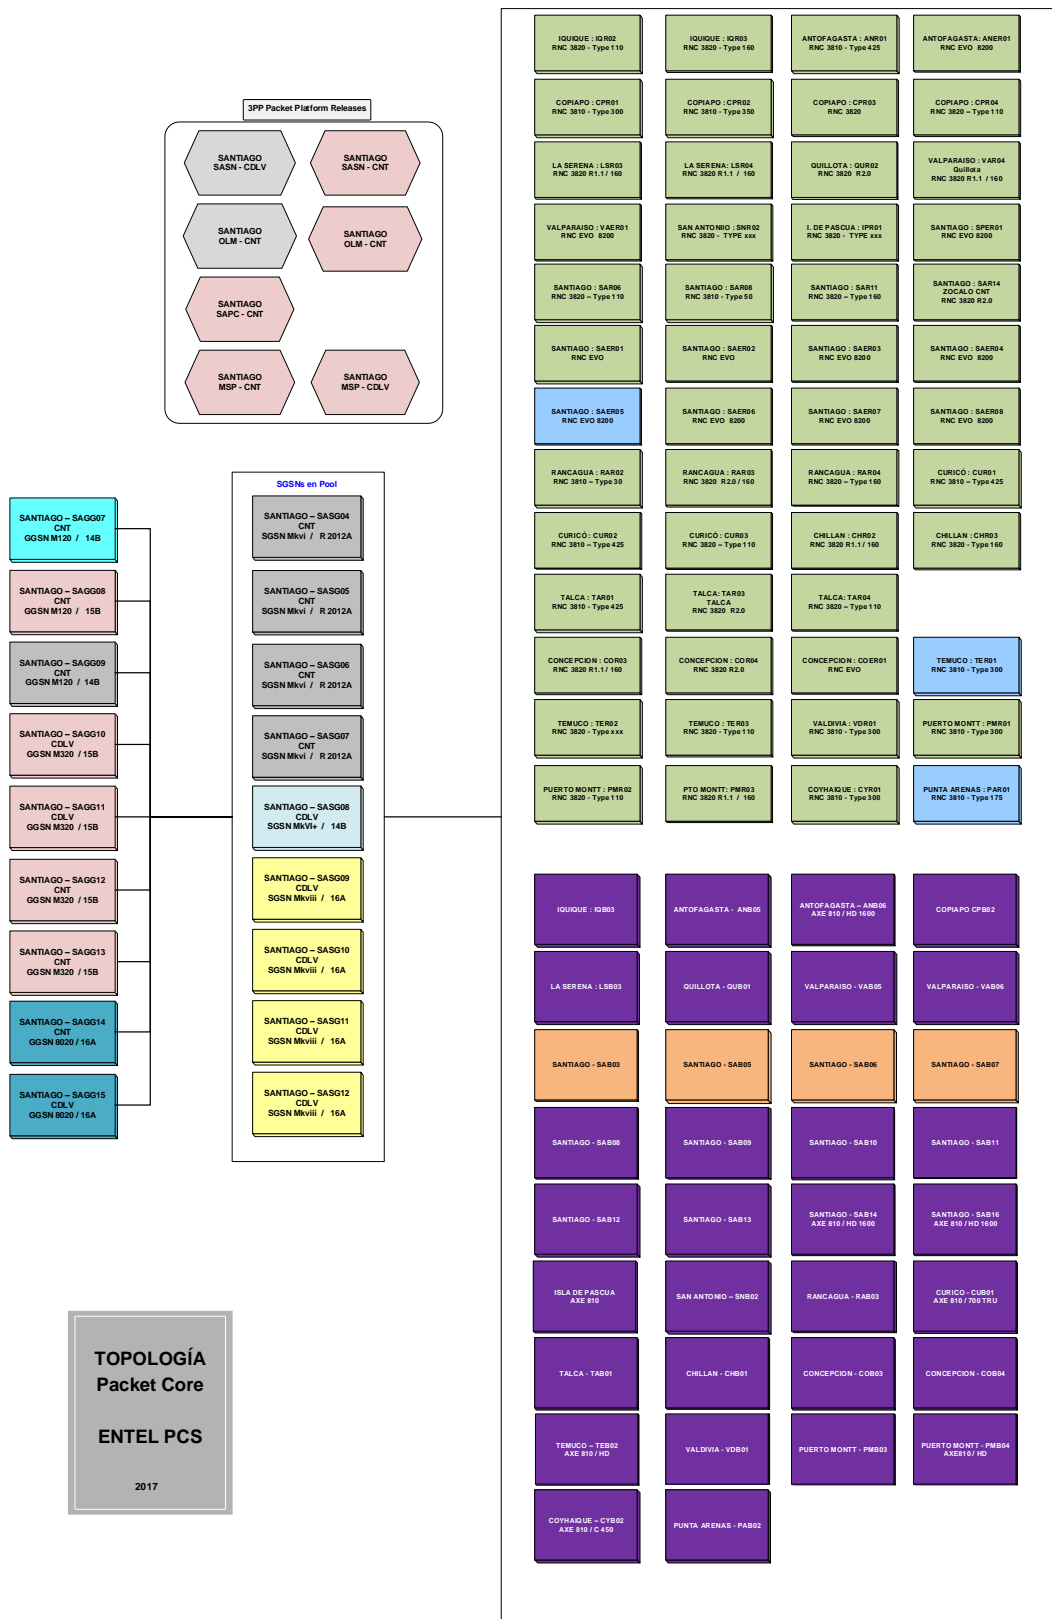 3PP Packet Platform Releases
SANTIAGO
SASN - CDLV
SANTIAGO
SASN - CNT
SANTIAGO
OLM - CNT
SANTIAGO
OLM - CNT
SANTIAGO
SAPC - CNT
SANTIAGO
MSP - CNT
SANTIAGO
MSP - CDLV
SANTIAGO – SAGG07
CNT
GGSN M120 / 14B
SANTIAGO – SAGG08
CNT
GGSN M120 / 15B
SANTIAGO – SAGG09
CNT
GGSN M120 / 14B
SANTIAGO – SAGG10
CDLV
GGSN M320 / 15B
SANTIAGO – SAGG11
CDLV
GGSN M320 / 15B
SANTIAGO – SAGG12
CNT
GGSN M320 / 15B
SANTIAGO – SAGG13
CNT
GGSN M320 / 15B
SANTIAGO – SAGG14
CNT
GGSN 8020 / 16A
SANTIAGO – SAGG15
CDLV
GGSN 8020 / 16A
SGSNs en Pool
SANTIAGO – SASG04
CNT
SGSN Mkvi / R 2012A
SANTIAGO – SASG05
CNT
SGSN Mkvi / R 2012A
SANTIAGO – SASG06
CNT
SGSN Mkvi / R 2012A
SANTIAGO – SASG07
CNT
SGSN Mkvi / R 2012A
SANTIAGO – SASG08
CDLV
SGSN MkVI+ / 14B
SANTIAGO – SASG09
CDLV
SGSN Mkviii / 16A
SANTIAGO – SASG10
CDLV
SGSN Mkviii / 16A
SANTIAGO – SASG11
CDLV
SGSN Mkviii / 16A
SANTIAGO – SASG12
CDLV
SGSN Mkviii / 16A
IQUIQUE : IQR02
RNC 3820 - Type 110
IQUIQUE : IQR03
RNC 3820 - Type 160
ANTOFAGASTA : ANR01
RNC 3810 - Type 425
ANTOFAGASTA: ANER01
RNC EVO 8200
COPIAPO : CPR01
RNC 3810 - Type 300
COPIAPO : CPR02
RNC 3810 - Type 350
COPIAPO : CPR03
RNC 3820
COPIAPO : CPR04
RNC 3820 – Type 110
LA SERENA : LSR03
RNC 3820 R1.1 / 160
LA SERENA: LSR04
RNC 3820 R1.1 / 160
QUILLOTA : QUR02
RNC 3820 R2.0
VALPARAISO : VAR04
Quillota
RNC 3820 R1.1 / 160
VALPARAISO : VAER01
RNC EVO 8200
SAN ANTONIIO : SNR02
RNC 3820 - TYPE xxx
I. DE PASCUA : IPR01
RNC 3820 - TYPE xxx
SANTIAGO : SPER01
RNC EVO 8200
SANTIAGO : SAR06
RNC 3820 – Type 110
SANTIAGO : SAR08
RNC 3810 - Type 50
SANTIAGO : SAR11
RNC 3820 – Type 160
SANTIAGO : SAR14
ZOCALO CNT
RNC 3820 R2.0
SANTIAGO : SAER01
RNC EVO
SANTIAGO : SAER02
RNC EVO
SANTIAGO : SAER03
RNC EVO 8200
SANTIAGO : SAER04
RNC EVO 8200
SANTIAGO : SAER05
RNC EVO 8200
SANTIAGO : SAER06
RNC EVO 8200
SANTIAGO : SAER07
RNC EVO 8200
SANTIAGO : SAER08
RNC EVO 8200
RANCAGUA : RAR02
RNC 3810 – Type 30
RANCAGUA : RAR03
RNC 3820 R2.0 / 160
RANCAGUA : RAR04
RNC 3820 – Type 160
CURICÓ : CUR01
RNC 3810 – Type 425
CURICÓ : CUR02
RNC 3810 – Type 425
CURICÓ : CUR03
RNC 3820 – Type 110
CHILLAN : CHR02
RNC 3820 R1.1 / 160
CHILLAN : CHR03
RNC 3820 - Type 160
TALCA : TAR01
RNC 3810 - Type 425
TALCA: TAR03
TALCA
RNC 3820 R2.0
TALCA: TAR04
RNC 3820 – Type 110
CONCEPCION : COR03
RNC 3820 R1.1 / 160
CONCEPCION : COR04
RNC 3820 R2.0
CONCEPCION : COER01
RNC EVO
TEMUCO : TER01
RNC 3810 - Type 300
TEMUCO : TER02
RNC 3820 - Type xxx
TEMUCO : TER03
RNC 3820 - Type 110
VALDIVIA : VDR01
RNC 3810 - Type 300
PUERTO MONTT : PMR01
RNC 3810 - Type 300
PUERTO MONTT : PMR02
RNC 3820 - Type 110
PTO MONTT: PMR03
RNC 3820 R1.1 / 160
COYHAIQUE : CYR01
RNC 3810 - Type 300
PUNTA ARENAS : PAR01
RNC 3810 - Type 175
IQUIQUE : IQB03
ANTOFAGASTA - ANB05
ANTOFAGASTA – ANB06
AXE 810 / HD 1600
COPIAPO CPB02
LA SERENA : LSB03
QUILLOTA - QUB01
VALPARAISO - VAB05
VALPARAISO - VAB06
SANTIAGO - SAB03
SANTIAGO - SAB05
SANTIAGO - SAB06
SANTIAGO - SAB07
SANTIAGO - SAB08
SANTIAGO - SAB09
SANTIAGO - SAB10
SANTIAGO - SAB11
SANTIAGO - SAB12
SANTIAGO - SAB13
SANTIAGO - SAB14
AXE 810 / HD 1600
SANTIAGO - SAB16
AXE 810 / HD 1600
ISLA DE PASCUA
AXE 810
SAN ANTONIO – SNB02
RANCAGUA - RAB03
CURICO - CUB01
AXE 810 / 700 TRU
TALCA - TAB01
CHILLAN - CHB01
CONCEPCION - COB03
CONCEPCION - COB04
TEMUCO – TEB02
AXE 810 / HD
VALDIVIA - VDB01
PUERTO MONTT - PMB03
PUERTO MONTT - PMB04
AXE810 / HD
COYHAIQUE – CYB02
AXE 810 / C 450
PUNTA ARENAS - PAB02
TOPOLOGÍA
Packet Core
ENTEL PCS
2017